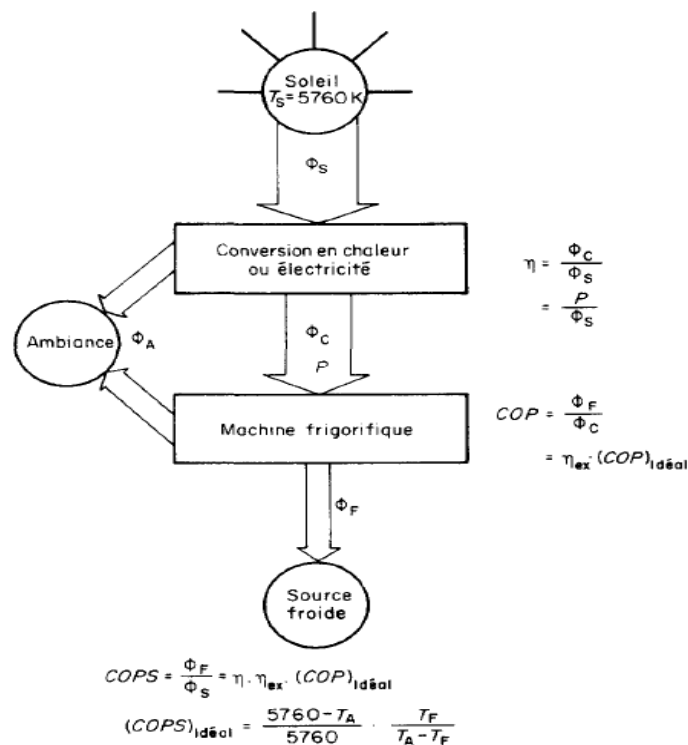 Soleil
T_S = 5760 K
Φ_S
Conversion en chaleur
ou électricité
η = Φ_C / Φ_S
= P / Φ_S
Ambiance
Φ_A
Φ_C
P
Machine frigorifique
COP = Φ_F / Φ_C
= η_ex · (COP)_Idéal
Φ_F
Source
froide
COPS = Φ_F / Φ_S = η . η_ex . (COP)_Idéal
(COPS)_Idéal = (5760 - T_A) / 5760 · T_F / (T_A - T_F)